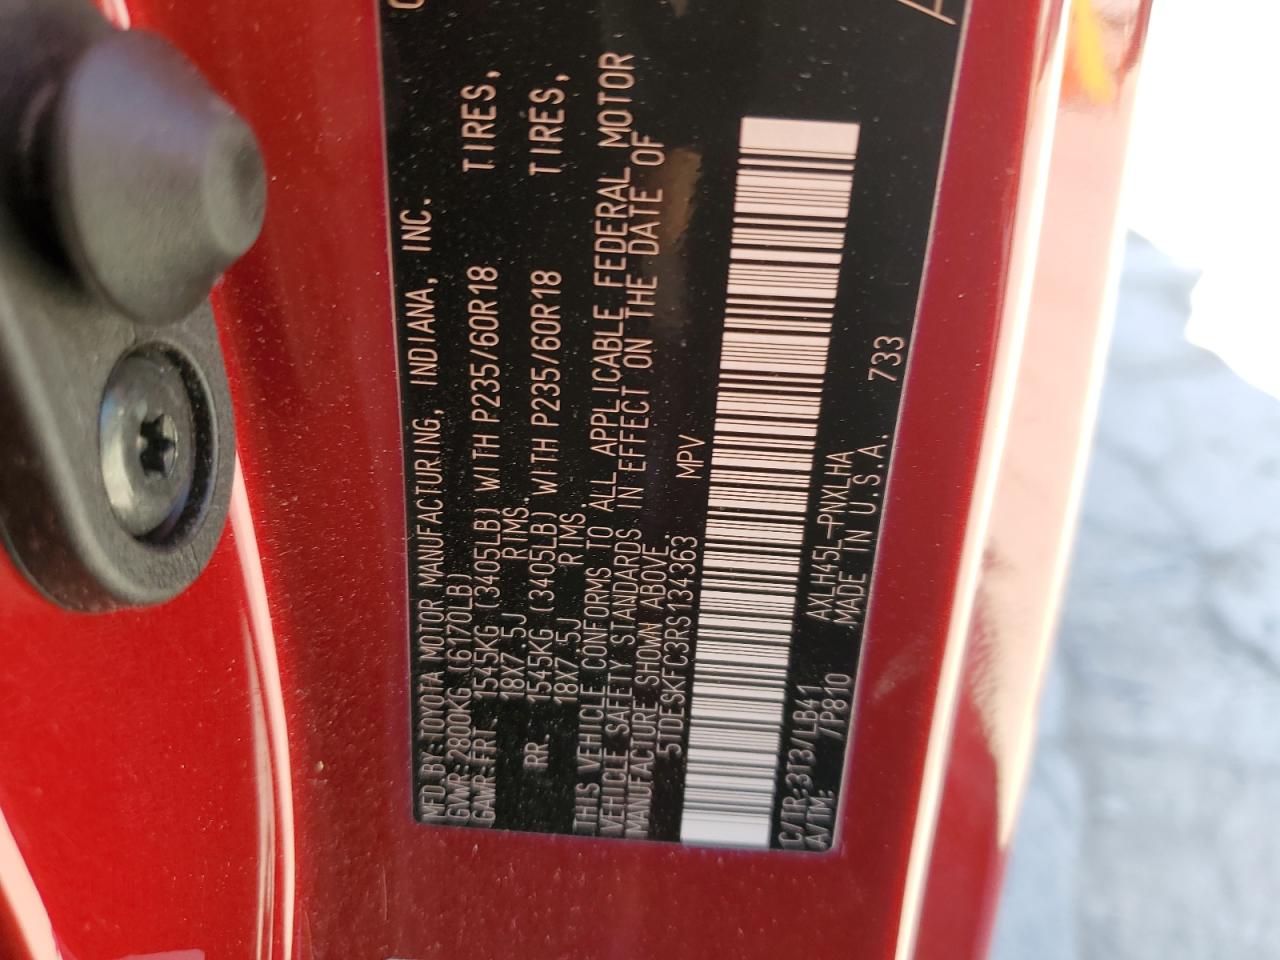 MFD BY: TOYOTA MOTOR MANUFACTURING, INDIANA, INC.
GVWR: 2800KG (6170LB)
GAWR: FRT. 1545KG (3405LB) WITH P235/60R18 TIRES,
18X7.5J RIMS.
RR. 1545KG (3405LB) WITH P235/60R18 TIRES,
18X7.5J RIMS.
THIS VEHICLE CONFORMS TO ALL APPLICABLE FEDERAL MOTOR
VEHICLE SAFETY STANDARDS IN EFFECT ON THE DATE OF
MANUFACTURE SHOWN ABOVE.
5TDESKFC3RS134363 MPV
C/TR: 3T3/LB41 AXLH45L-PNXLHA 733
A/TM: /P810 MADE IN U.S.A.